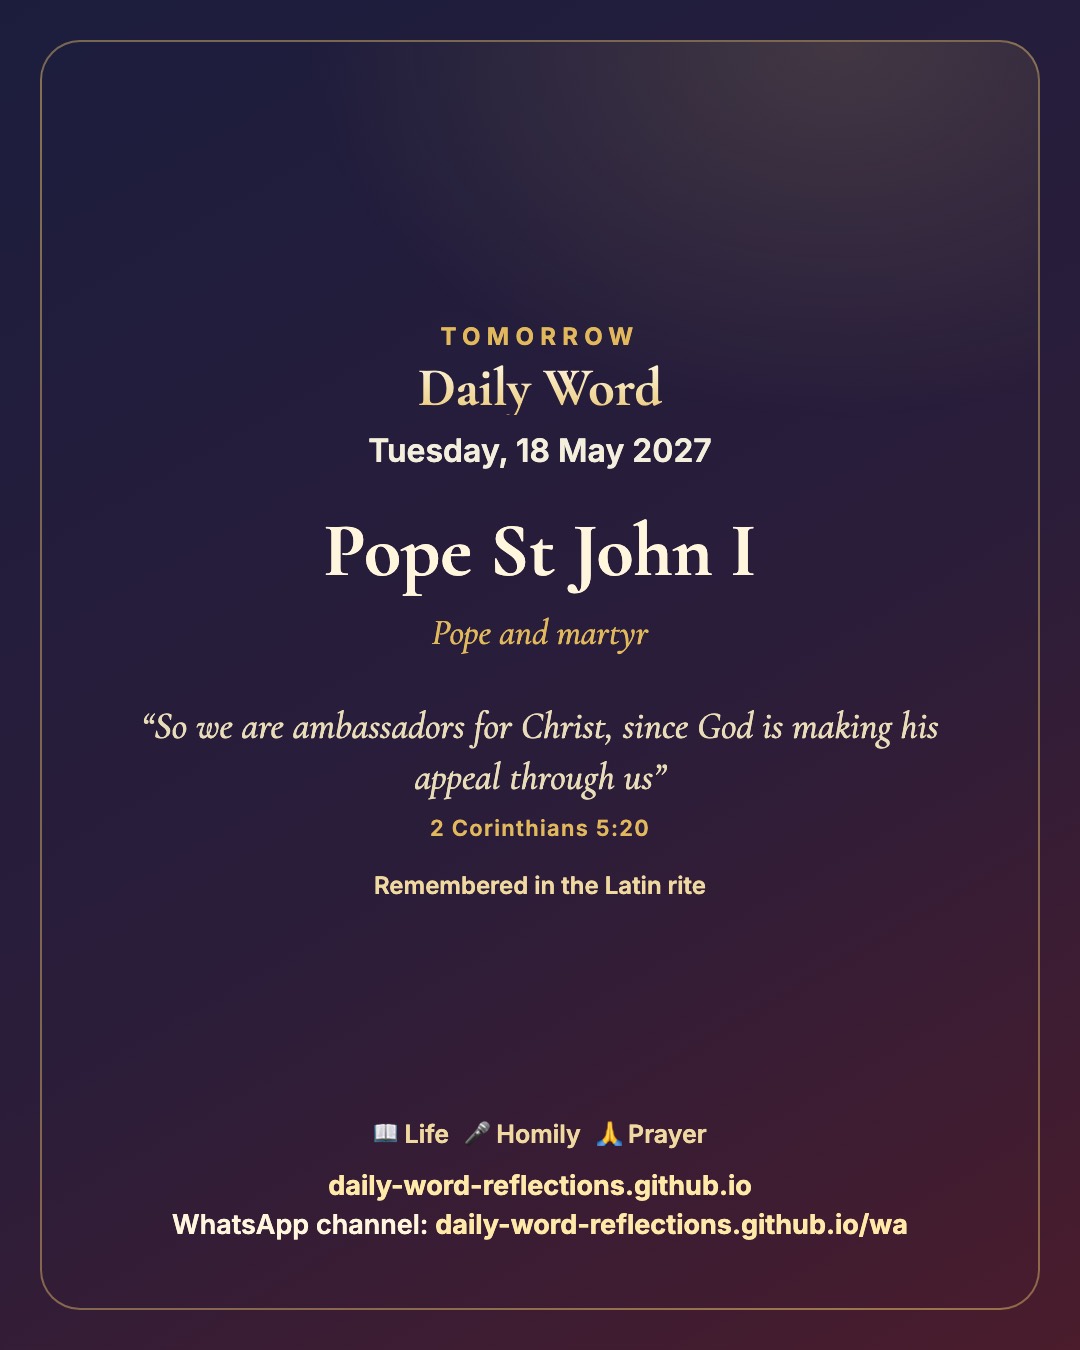 TOMORROW
Daily Word
Tuesday, 18 May 2027
Pope St John I
Pope and martyr
“So we are ambassadors for Christ, since God is making his
appeal through us”
2 Corinthians 5:20
Remembered in the Latin rite
📖 Life 🎤 Homily 🙏 Prayer
daily-word-reflections.github.io
WhatsApp channel: daily-word-reflections.github.io/wa